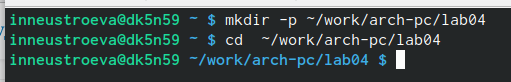 inneustroeva@dk5n59 ~ $ mkdir -p ~/work/arch-pc/lab04
inneustroeva@dk5n59 ~ $ cd  ~/work/arch-pc/lab04
inneustroeva@dk5n59 ~/work/arch-pc/lab04 $